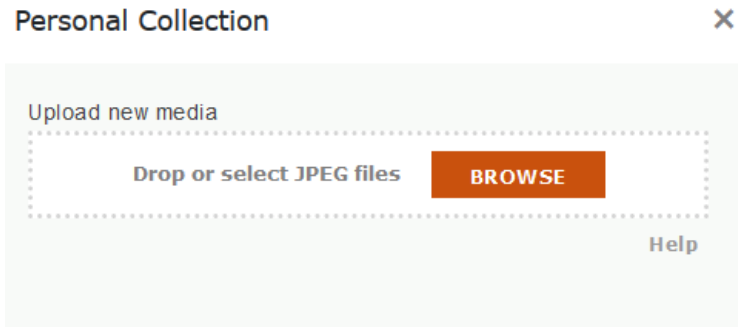 Personal Collection
Upload new media
Drop or select JPEG files BROWSE
Help